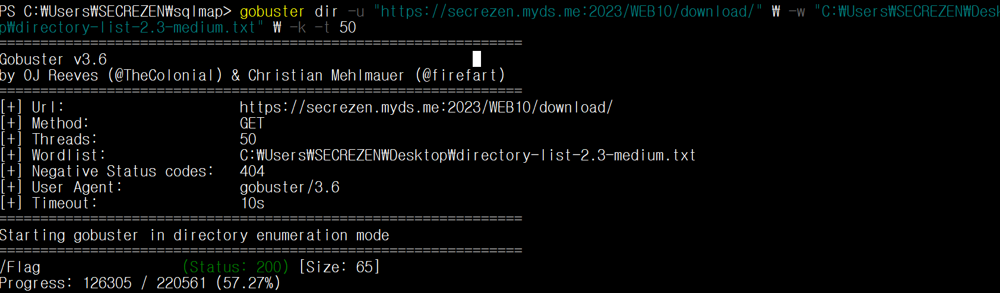 PS C:₩Users₩SECREZEN₩sqlmap> gobuster dir -u "https://secrezen.myds.me:2023/WEB10/download/" ₩ -w "C:₩Users₩SECREZEN₩Desk
p₩directory-list-2.3-medium.txt" ₩ -k -t 50
===============================================================
Gobuster v3.6
by OJ Reeves (@TheColonial) & Christian Mehlmauer (@firefart)
===============================================================
[+] Url: https://secrezen.myds.me:2023/WEB10/download/
[+] Method: GET
[+] Threads: 50
[+] Wordlist: C:₩Users₩SECREZEN₩Desktop₩directory-list-2.3-medium.txt
[+] Negative Status codes: 404
[+] User Agent: gobuster/3.6
[+] Timeout: 10s
===============================================================
Starting gobuster in directory enumeration mode
===============================================================
/Flag (Status: 200) [Size: 65]
Progress: 126305 / 220561 (57.27%)